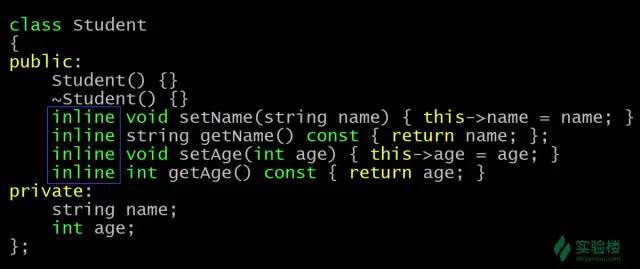 class Student
{
public:
    Student() {}
    ~Student() {}
    inline void setName(string name) { this->name = name; }
    inline string getName() const { return name; };
    inline void setAge(int age) { this->age = age; }
    inline int getAge() const { return age; }
private:
    string name;
    int age;
};
实验楼
shiyanlou.com